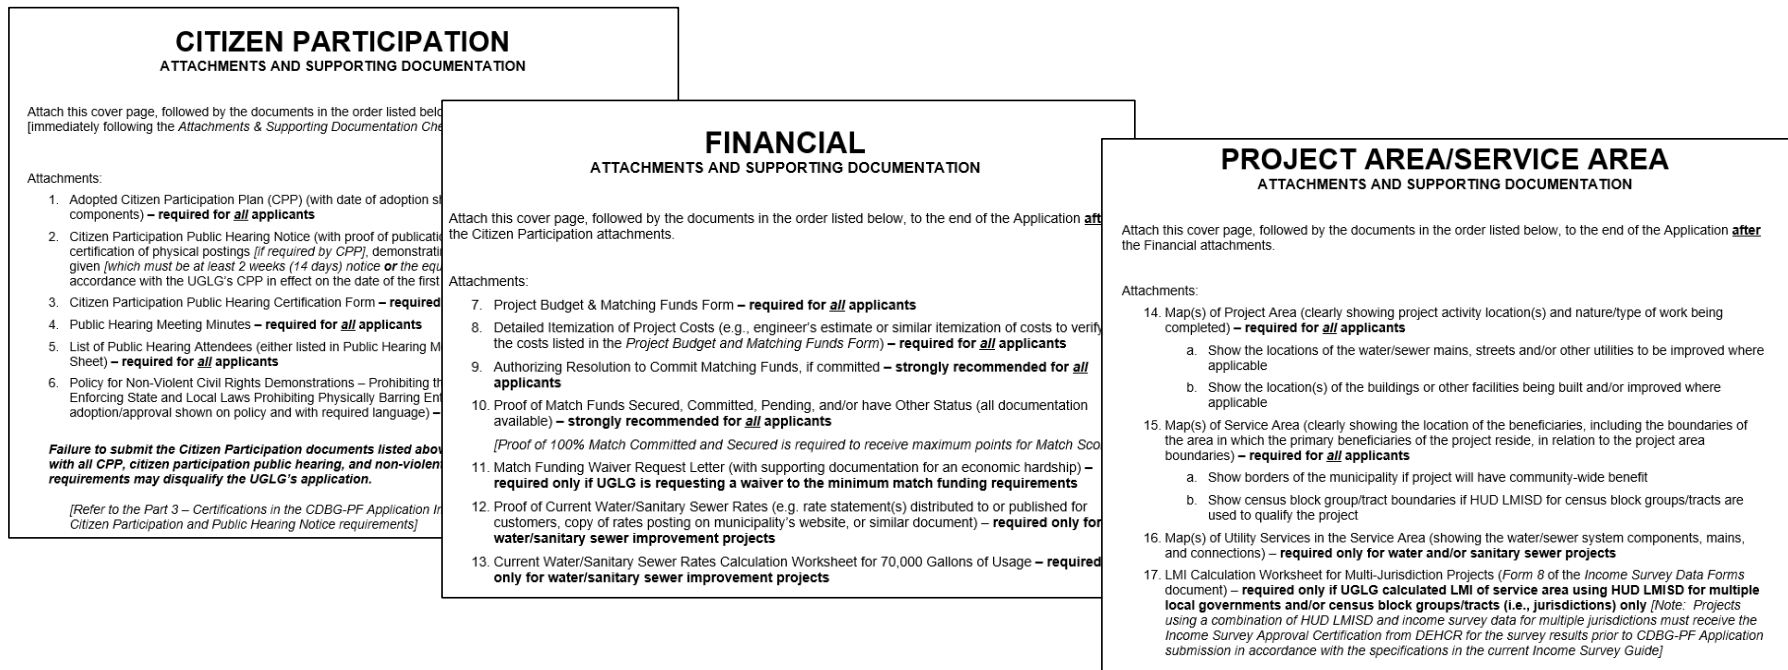 CITIZEN PARTICIPATION
ATTACHMENTS AND SUPPORTING DOCUMENTATION
Attach this cover page, followed by the documents in the order listed
[immediately following the Attachments & Supporting Documentation
Attachments:
1. Adopted Citizen Participation Plan (CPP) (with date of adoption
components) – required for all applicants
2. Citizen Participation Public Hearing Notice (with proof of
certification of physical postings [if required by CPP],
given [which must be at least 2 weeks (14 days) notice or the
accordance with the UGLG's CPP in effect on the date of the first
3. Citizen Participation Public Hearing Certification Form – required
4. Public Hearing Meeting Minutes – required for all applicants
5. List of Public Hearing Attendees (either listed in Public Hearing
Sheet) – required for all applicants
6. Policy for Non-Violent Civil Rights Demonstrations – Prohibiting
Enforcing State and Local Laws Prohibiting Physically Barring
adoption/approval shown on policy and with required language) –
Failure to submit the Citizen Participation documents listed
with all CPP, citizen participation public hearing, and
requirements may disqualify the UGLG's application.
[Refer to the Part 3 – Certifications in the CDBG-PF Application
Citizen Participation and Public Hearing Notice requirements]
FINANCIAL
ATTACHMENTS AND SUPPORTING DOCUMENTATION
Attach this cover page, followed by the documents in the order listed below, to the end of the Application
the Citizen Participation attachments.
Attachments:
7. Project Budget & Matching Funds Form – required for all applicants
8. Detailed Itemization of Project Costs (e.g., engineer's estimate or similar itemization of costs to verify
the costs listed in the Project Budget and Matching Funds Form) – required for all applicants
9. Authorizing Resolution to Commit Matching Funds, if committed – strongly recommended for all
applicants
10. Proof of Match Funds Secured, Committed, Pending, and/or have Other Status (all documentation
available) – strongly recommended for all applicants
[Proof of 100% Match Committed and Secured is required to receive maximum points for Match
11. Match Funding Waiver Request Letter (with supporting documentation for an economic hardship) –
required only if UGLG is requesting a waiver to the minimum match funding requirements
12. Proof of Current Water/Sanitary Sewer Rates (e.g. rate statement(s) distributed to or published for
customers, copy of rates posting on municipality's website, or similar document) – required only for
water/sanitary sewer improvement projects
13. Current Water/Sanitary Sewer Rates Calculation Worksheet for 70,000 Gallons of Usage – required
only for water/sanitary sewer improvement projects
PROJECT AREA/SERVICE AREA
ATTACHMENTS AND SUPPORTING DOCUMENTATION
Attach this cover page, followed by the documents in the order listed below, to the end of the Application after
the Financial attachments.
Attachments:
14. Map(s) of Project Area (clearly showing project activity location(s) and nature/type of work being
completed) – required for all applicants
a. Show the locations of the water/sewer mains, streets and/or other utilities to be improved where
applicable
b. Show the location(s) of the buildings or other facilities being built and/or improved where
applicable
15. Map(s) of Service Area (clearly showing the location of the beneficiaries, including the boundaries of
the area in which the primary beneficiaries of the project reside, in relation to the project area
boundaries) – required for all applicants
a. Show borders of the municipality if project will have community-wide benefit
b. Show census block group/tract boundaries if HUD LMISD for census block groups/tracts are
used to qualify the project
16. Map(s) of Utility Services in the Service Area (showing the water/sewer system components, mains,
and connections) – required only for water and/or sanitary sewer projects
17. LMI Calculation Worksheet for Multi-Jurisdiction Projects (Form 8 of the Income Survey Data Forms
document) – required only if UGLG calculated LMI of service area using HUD LMISD for multiple
local governments and/or census block groups/tracts (i.e., jurisdictions) only [Note: Projects
using a combination of HUD LMISD and income survey data for multiple jurisdictions must receive the
Income Survey Approval Certification from DEHCR for the survey results prior to CDBG-PF Application
submission in accordance with the specifications in the current Income Survey Guide]